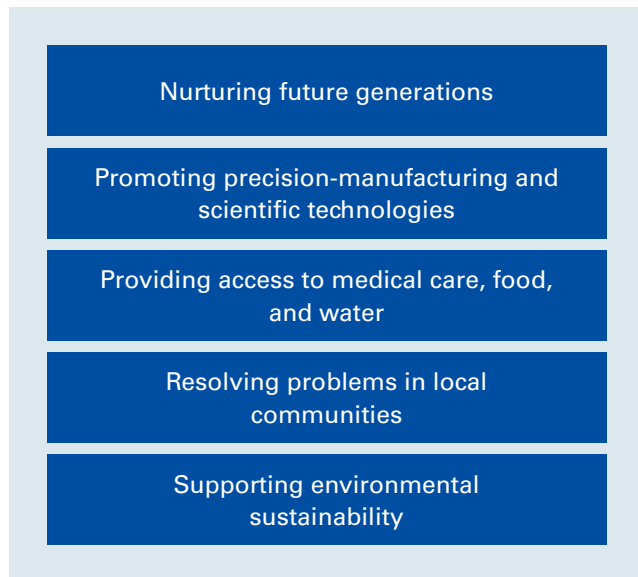 Nurturing future generations
Promoting precision-manufacturing and
scientific technologies
Providing access to medical care, food,
and water
Resolving problems in local
communities
Supporting environmental
sustainability